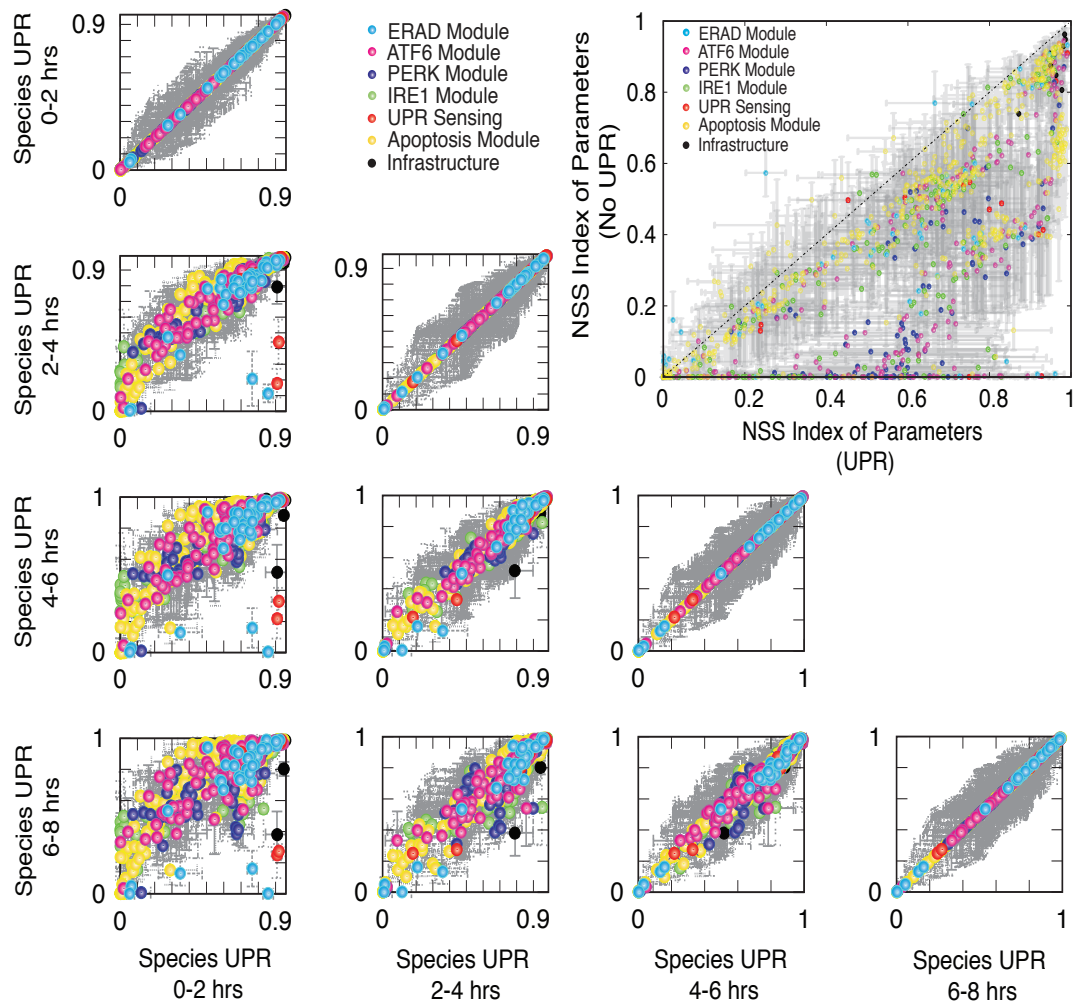 Species UPR
0-2 hrs
0.9
0
0
0.9
ERAD Module
ATF6 Module
PERK Module
IRE1 Module
UPR Sensing
Apoptosis Module
Infrastructure
NSS Index of Parameters
(No UPR)
1
0.8
0.6
0.4
0.2
0
0
0.2
0.4
0.6
0.8
1
ERAD Module
ATF6 Module
PERK Module
IRE1 Module
UPR Sensing
Apoptosis Module
Infrastructure
NSS Index of Parameters
(UPR)
Species UPR
2-4 hrs
0.9
0
0
0.9
0.9
0
0
0.9
Species UPR
4-6 hrs
1
0
0
0.9
1
0
0
0.9
1
0
0
1
Species UPR
6-8 hrs
1
0
0
0.9
1
0
0
0.9
1
0
0
1
1
0
0
1
Species UPR
0-2 hrs
Species UPR
2-4 hrs
Species UPR
4-6 hrs
Species UPR
6-8 hrs